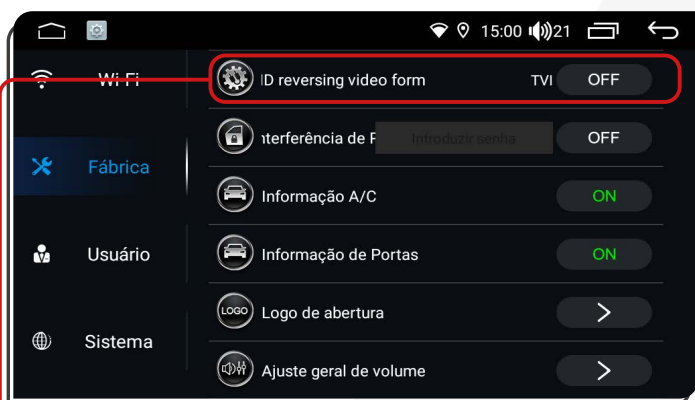 15:00 21
Wi Fi
ID reversing video form TVI OFF
nterferência de F Introduzir senha OFF
Fábrica
Informação A/C ON
Usuário
Informação de Portas ON
LOGO Logo de abertura
Sistema
Ajuste geral de volume